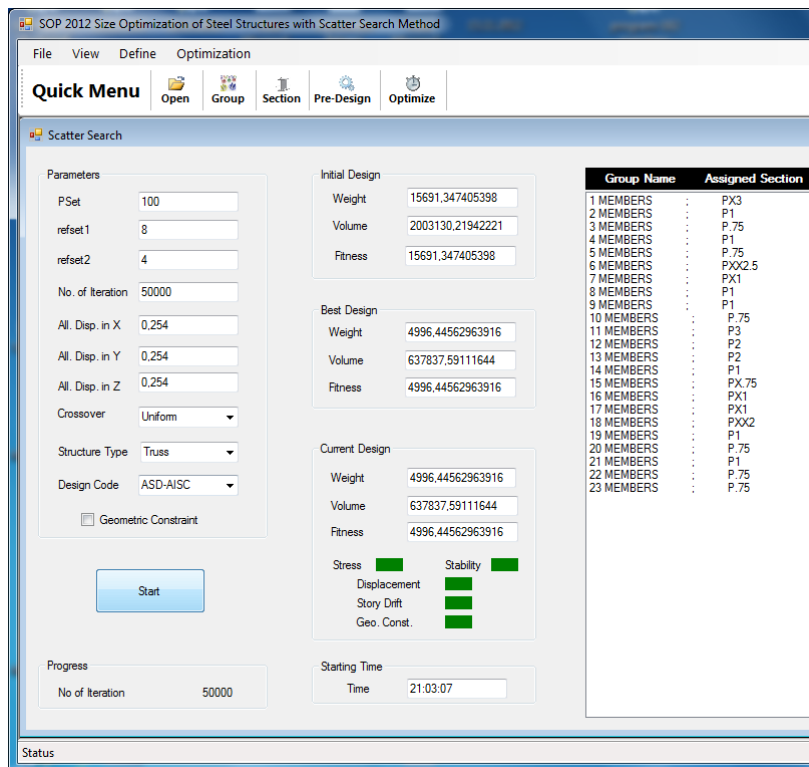 SOP 2012 Size Optimization of Steel Structures with Scatter Search Method
File View Define Optimization
Quick Menu Open Group Section Pre-Design Optimize
Scatter Search
Parameters
PSet 100
refset1 8
refset2 4
No. of Iteration 50000
All. Disp. in X 0,254
All. Disp. in Y 0,254
All. Disp. in Z 0,254
Crossover Uniform
Structure Type Truss
Design Code ASD-AISC
Geometric Constraint
Start
Progress
No of Iteration 50000
Initial Design
Weight 15691,347405398
Volume 2003130,21942221
Fitness 15691,347405398
Best Design
Weight 4996,44562963916
Volume 637837,59111644
Fitness 4996,44562963916
Current Design
Weight 4996,44562963916
Volume 637837,59111644
Fitness 4996,44562963916
Stress Stability
Displacement
Story Drift
Geo. Const.
Starting Time
Time 21:03:07
Group Name Assigned Section
1 MEMBERS : PX3
2 MEMBERS : P1
3 MEMBERS : P.75
4 MEMBERS : P1
5 MEMBERS : P.75
6 MEMBERS : PXX2.5
7 MEMBERS : PX1
8 MEMBERS : P1
9 MEMBERS : P1
10 MEMBERS : P.75
11 MEMBERS : P3
12 MEMBERS : P2
13 MEMBERS : P2
14 MEMBERS : P1
15 MEMBERS : PX.75
16 MEMBERS : PX1
17 MEMBERS : PX1
18 MEMBERS : PXX2
19 MEMBERS : P1
20 MEMBERS : P.75
21 MEMBERS : P1
22 MEMBERS : P.75
23 MEMBERS : P.75
Status